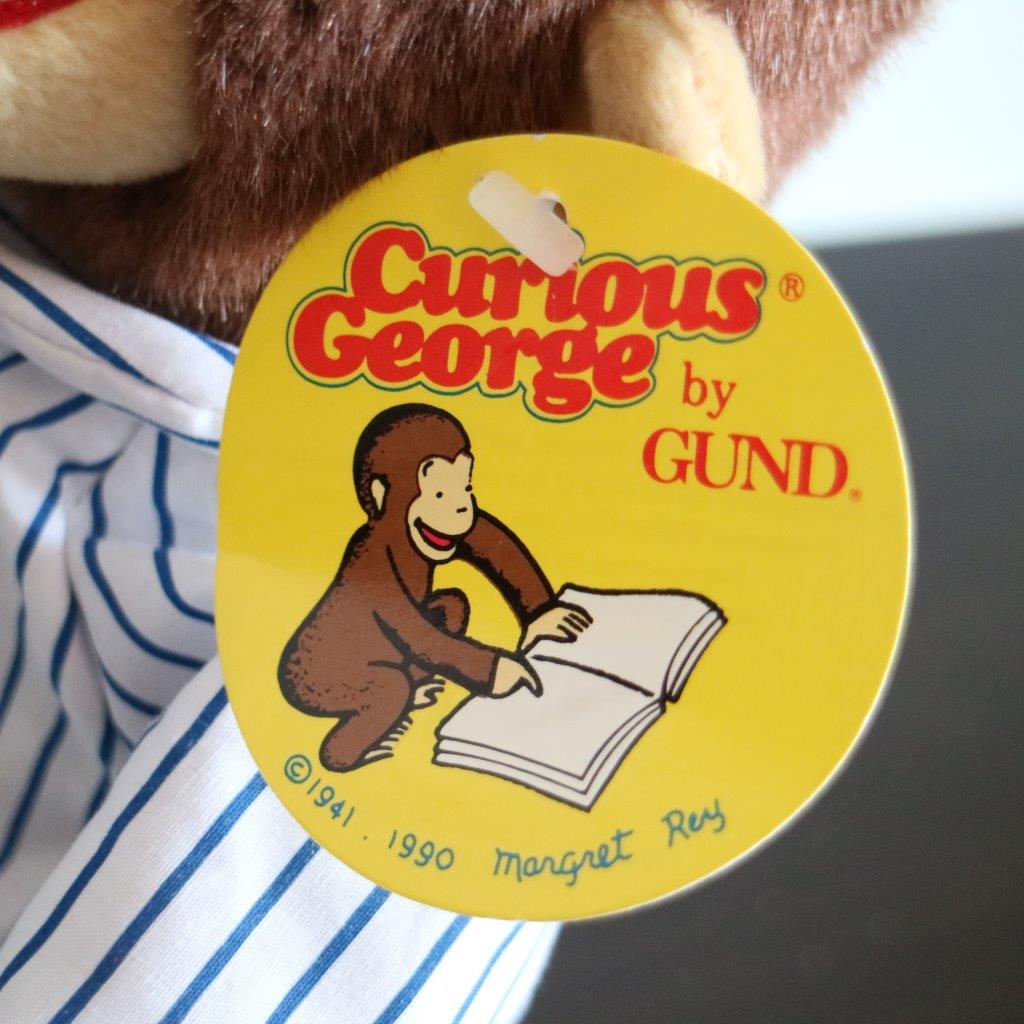 Curious®
George
by
GUND®
©1941. 1990 Margret Rey